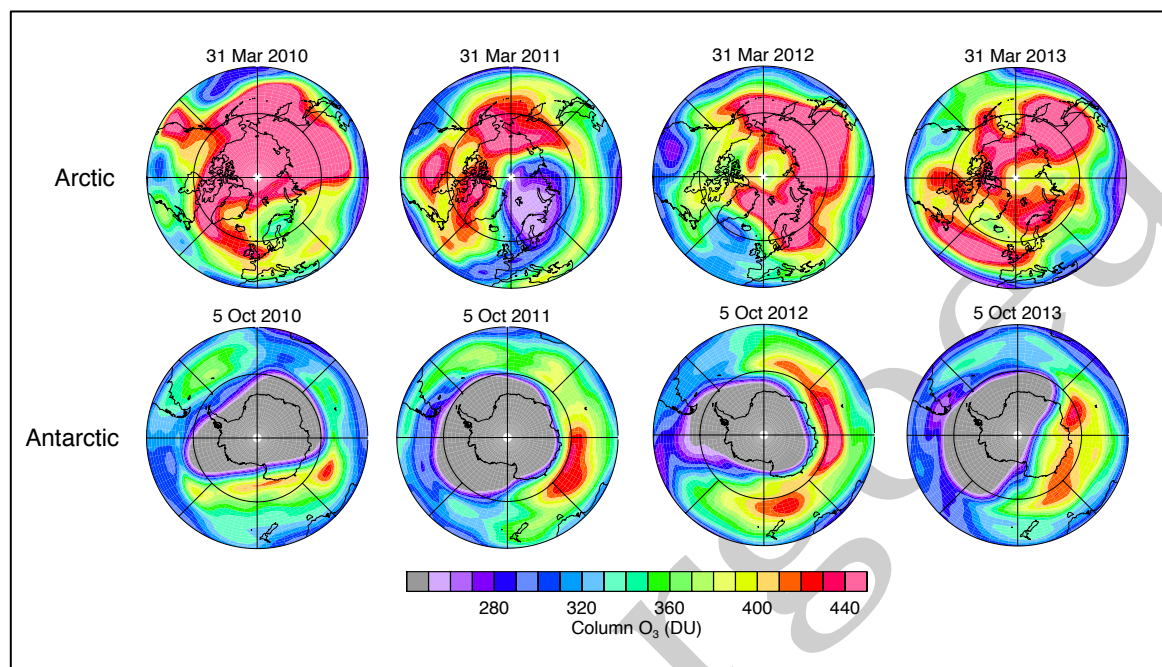 31 Mar 2010 31 Mar 2011 31 Mar 2012 31 Mar 2013
Arctic
5 Oct 2010 5 Oct 2011 5 Oct 2012 5 Oct 2013
Antarctic
280 320 360 400 440
Column O₃ (DU)